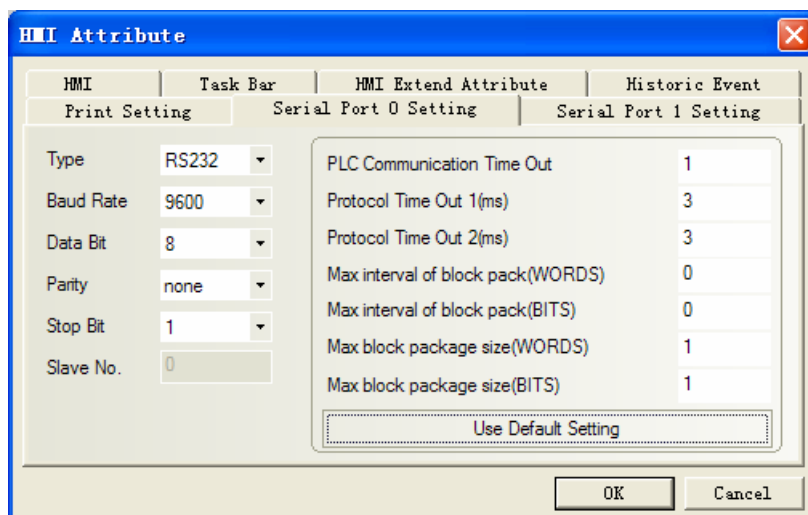 HMI Attribute
HMI Task Bar HMI Extend Attribute Historic Event
Print Setting Serial Port 0 Setting Serial Port 1 Setting
Type RS232
Baud Rate 9600
Data Bit 8
Parity none
Stop Bit 1
Slave No. 0
PLC Communication Time Out 1
Protocol Time Out 1(ms) 3
Protocol Time Out 2(ms) 3
Max interval of block pack(WORDS) 0
Max interval of block pack(BITS) 0
Max block package size(WORDS) 1
Max block package size(BITS) 1
Use Default Setting
OK Cancel